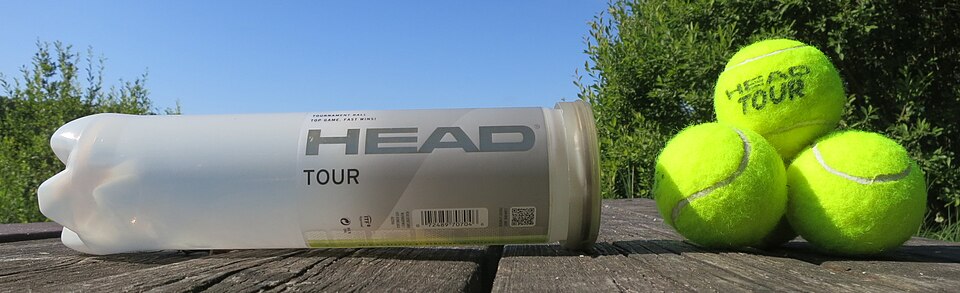 TOURNAMENT BALL
TOP GAME. FAST WINS!
HEAD
TOUR
HEAD
TOUR